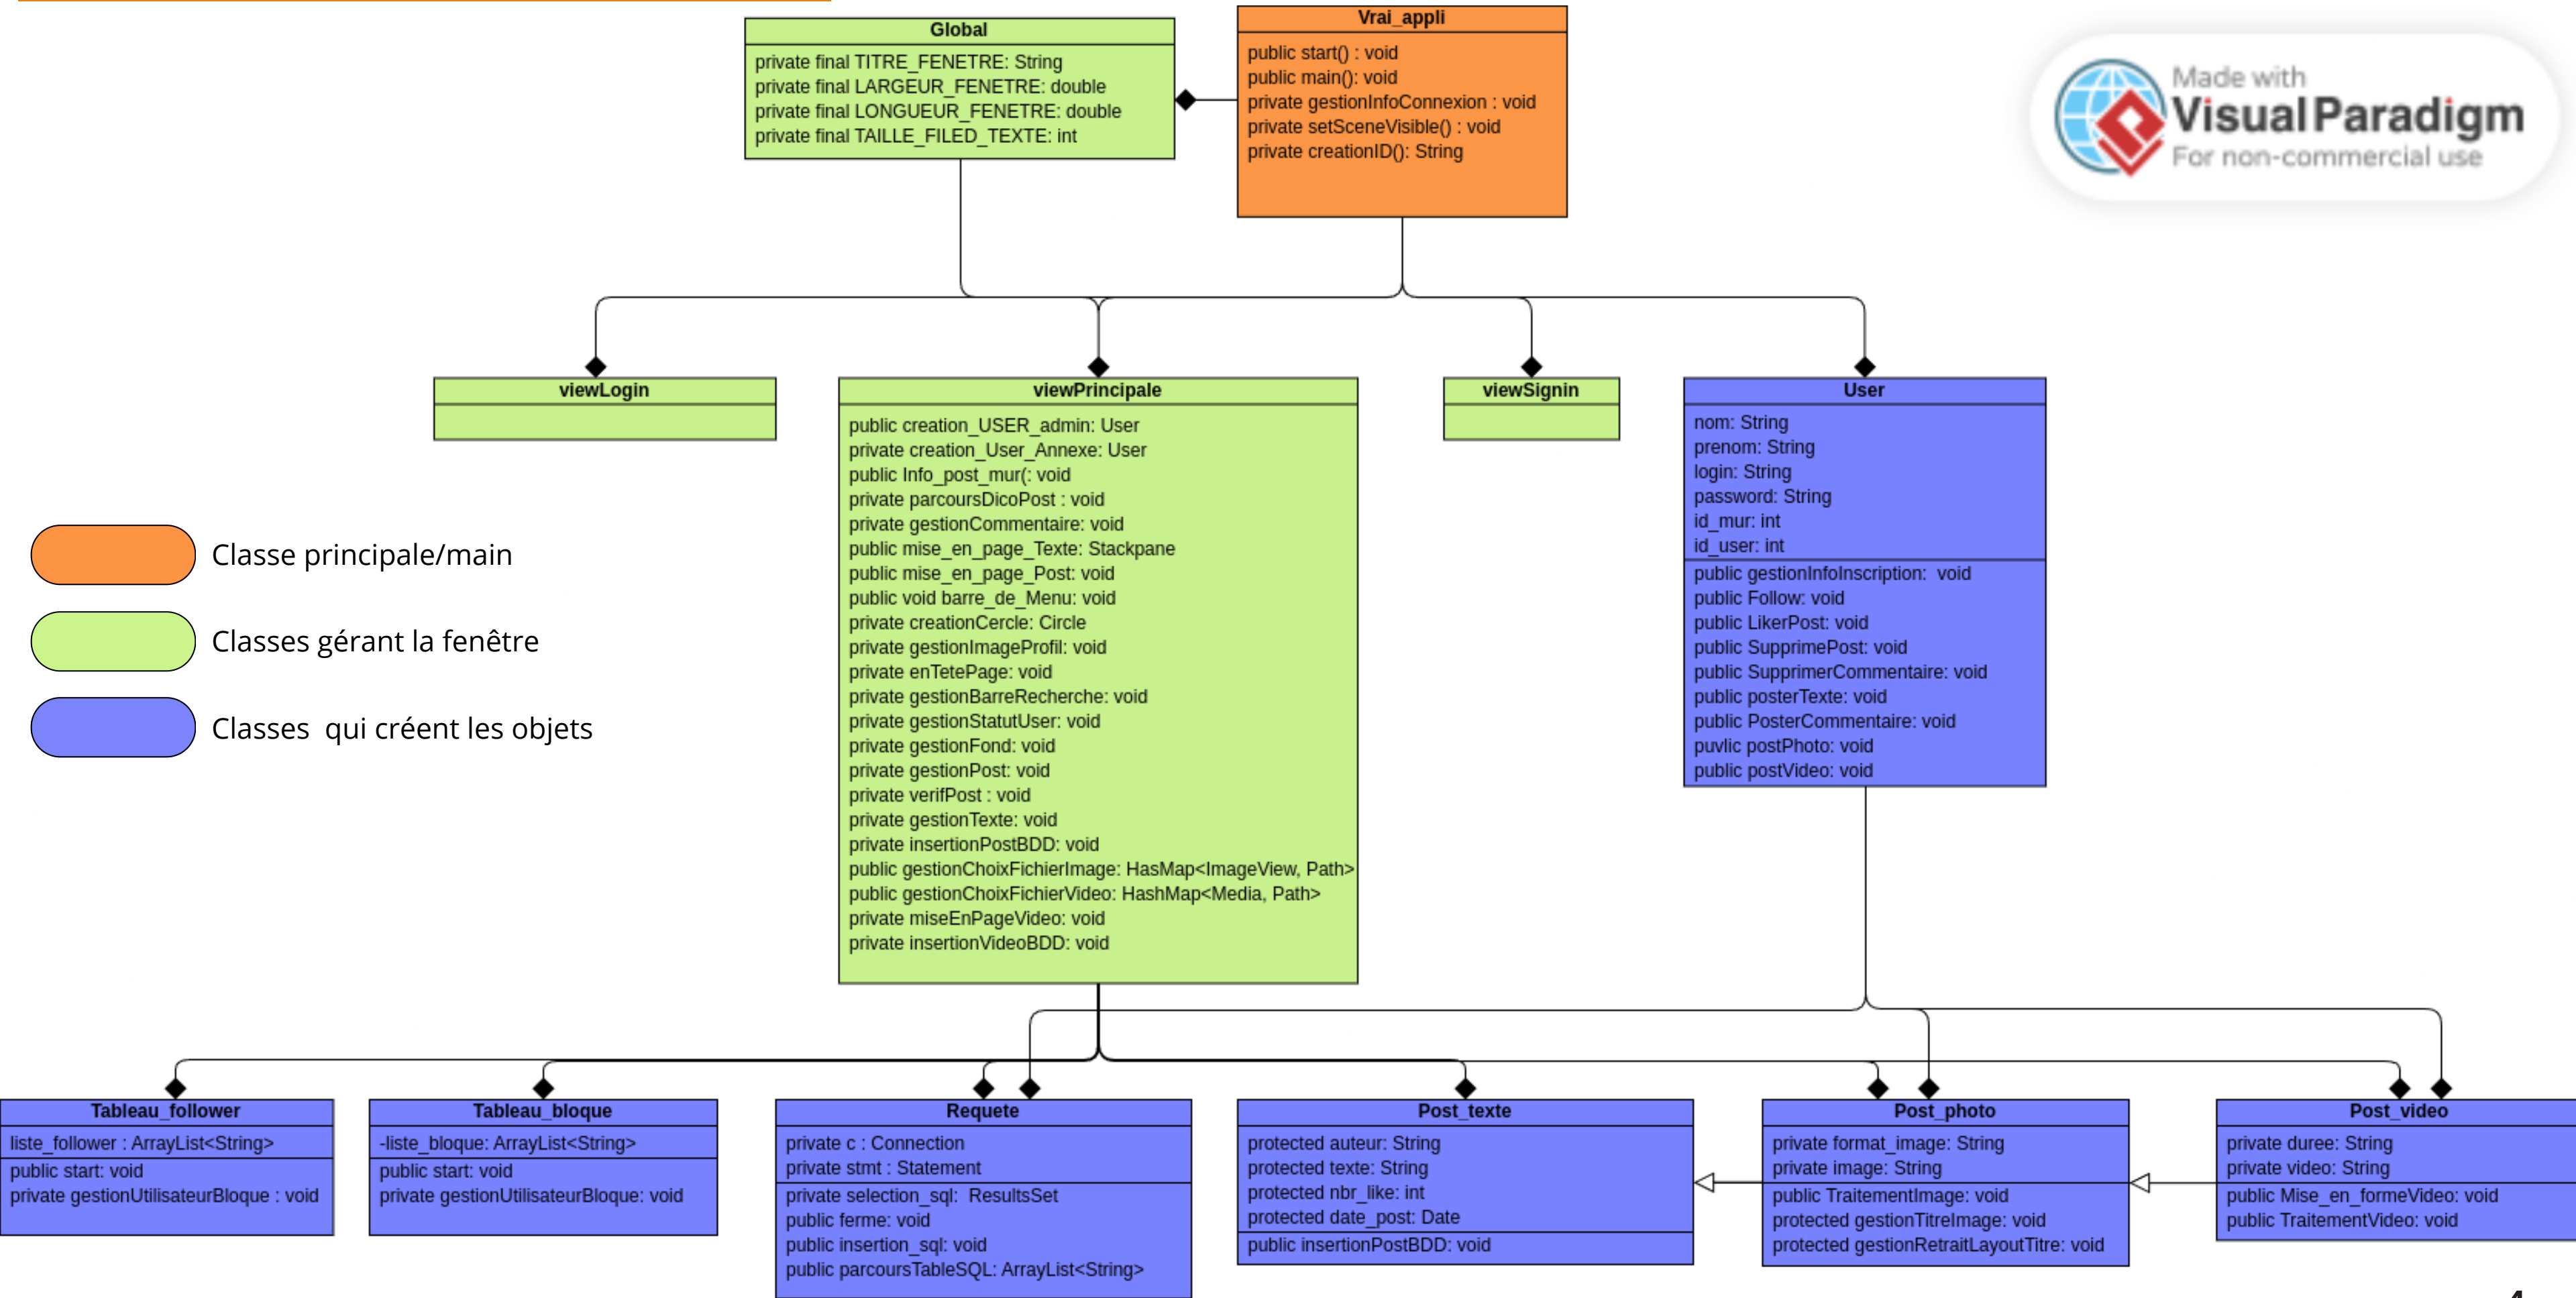 Global
private final TITRE_FENETRE: String
private final LARGEUR_FENETRE: double
private final LONGUEUR_FENETRE: double
private final TAILLE_FILED_TEXTE: int
Vrai_appli
public start() : void
public main(): void
private gestionInfoConnexion : void
private setSceneVisible() : void
private creationID(): String
Made with
Visual Paradigm
For non-commercial use
viewLogin
viewPrincipale
public creation_USER_admin: User
private creation_User_Annexe: User
public Info_post_mur(: void
private parcoursDicoPost : void
private gestionCommentaire: void
public mise_en_page_Texte: Stackpane
public mise_en_page_Post: void
public void barre_de_Menu: void
private creationCercle: Circle
private gestionImageProfil: void
private enTetePage: void
private gestionBarreRecherche: void
private gestionStatutUser: void
private gestionFond: void
private gestionPost: void
private verifPost : void
private gestionTexte: void
private insertionPostBDD: void
public gestionChoixFichierImage: HasMap<ImageView, Path>
public gestionChoixFichierVideo: HashMap<Media, Path>
private miseEnPageVideo: void
private insertionVideoBDD: void
viewSignin
User
nom: String
prenom: String
login: String
password: String
id_mur: int
id_user: int
public gestionInfoInscription:  void
public Follow: void
public LikerPost: void
public SupprimePost: void
public SupprimerCommentaire: void
public posterTexte: void
public PosterCommentaire: void
puvlic postPhoto: void
public postVideo: void
Classe principale/main
Classes gérant la fenêtre
Classes  qui créent les objets
Tableau_follower
liste_follower : ArrayList<String>
public start: void
private gestionUtilisateurBloque : void
Tableau_bloque
-liste_bloque: ArrayList<String>
public start: void
private gestionUtilisateurBloque: void
Requete
private c : Connection
private stmt : Statement
private selection_sql:  ResultsSet
public ferme: void
public insertion_sql: void
public parcoursTableSQL: ArrayList<String>
Post_texte
protected auteur: String
protected texte: String
protected nbr_like: int
protected date_post: Date
public insertionPostBDD: void
Post_photo
private format_image: String
private image: String
public TraitementImage: void
protected gestionTitreImage: void
protected gestionRetraitLayoutTitre: void
Post_video
private duree: String
private video: String
public Mise_en_formeVideo: void
public TraitementVideo: void